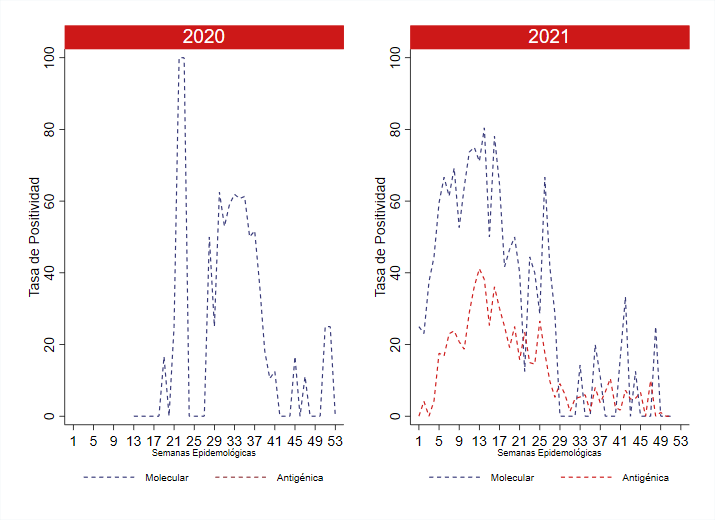 2020
Tasa de Positividad
0
20
40
60
80
100
1 5 9 13 17 21 25 29 33 37 41 45 49 53
Semanas Epidemológicas
Molecular Antigénica
2021
Tasa de Positividad
0
20
40
60
80
100
1 5 9 13 17 21 25 29 33 37 41 45 49 53
Semanas Epidemológicas
Molecular Antigénica